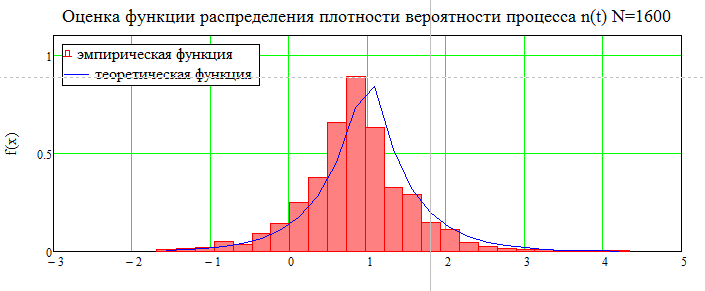 Оценка функции распределения плотности вероятности процесса n(t) N=1600
эмпирическая функция
теоретическая функция
f(x)
1
0.5
0
− 3 − 2 − 1 0 1 2 3 4 5